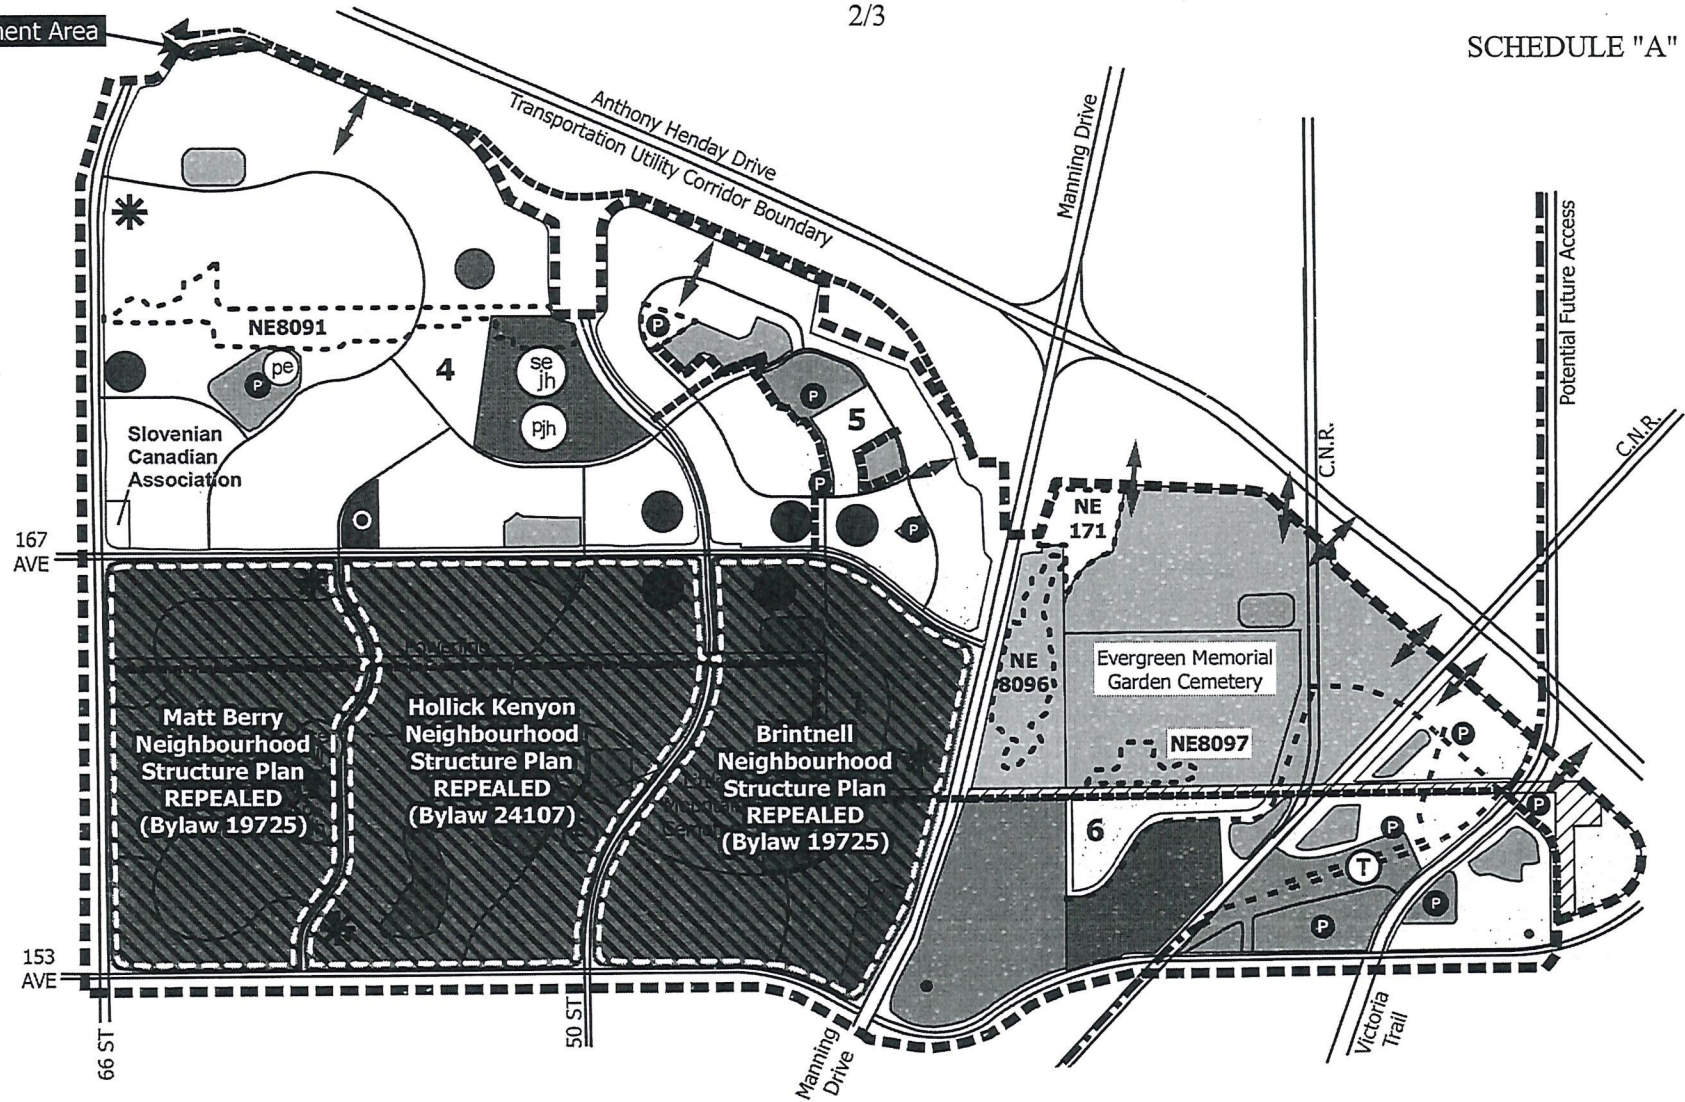 2/3
SCHEDULE "A"
ment Area
Anthony Henday Drive
Transportation Utility Corridor Boundary
Manning Drive
Potential Future Access
C.N.R.
C.N.R.
NE8091
pe
P
4
se
jh
pjh
P
P
5
P
P
Slovenian
Canadian
Association
O
NE
171
167
AVE
NE
8096
Evergreen Memorial
Garden Cemetery
NE8097
P
P
P
T
P
P
6
Matt Berry
Neighbourhood
Structure Plan
REPEALED
(Bylaw 19725)
Hollick Kenyon
Neighbourhood
Structure Plan
REPEALED
(Bylaw 24107)
Brintnell
Neighbourhood
Structure Plan
REPEALED
(Bylaw 19725)
153
AVE
66 ST
50 ST
Manning
Drive
Victoria
Trail